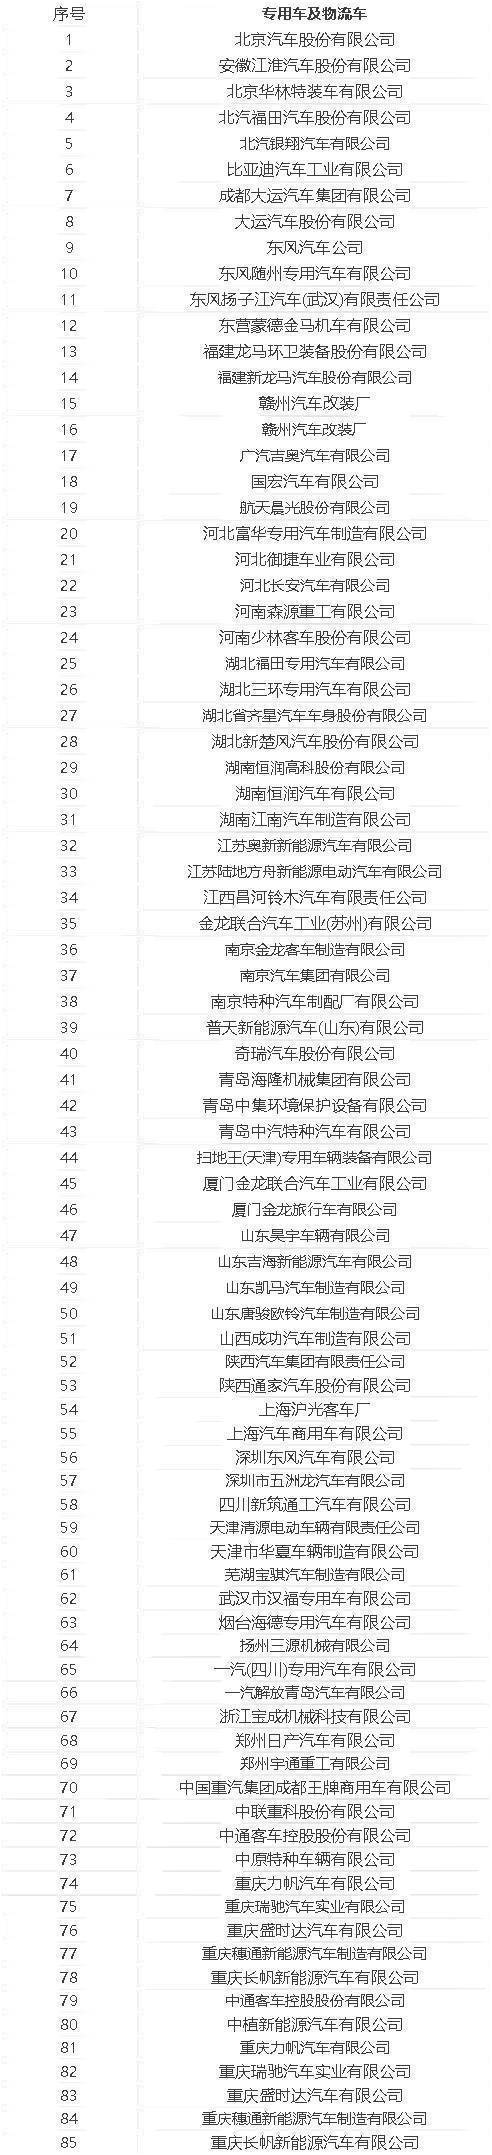 序号 专用车及物流车
1 北京汽车股份有限公司
2 安徽江淮汽车股份有限公司
3 北京华林特装车有限公司
4 北汽福田汽车股份有限公司
5 北汽银翔汽车有限公司
6 比亚迪汽车工业有限公司
7 成都大运汽车集团有限公司
8 大运汽车股份有限公司
9 东风汽车公司
10 东风随州专用汽车有限公司
11 东风扬子江汽车(武汉)有限责任公司
12 东营蒙德金马机车有限公司
13 福建龙马环卫装备股份有限公司
14 福建新龙马汽车股份有限公司
15 赣州汽车改装厂
16 赣州汽车改装厂
17 广汽吉奥汽车有限公司
18 国宏汽车有限公司
19 航天晨光股份有限公司
20 河北富华专用汽车制造有限公司
21 河北御捷车业有限公司
22 河北长安汽车有限公司
23 河南森源重工有限公司
24 河南少林客车股份有限公司
25 湖北福田专用汽车有限公司
26 湖北三环专用汽车有限公司
27 湖北省齐星汽车车身股份有限公司
28 湖北新楚风汽车股份有限公司
29 湖南恒润高科股份有限公司
30 湖南恒润汽车有限公司
31 湖南江南汽车制造有限公司
32 江苏奥新新能源汽车有限公司
33 江苏陆地方舟新能源电动汽车有限公司
34 江西昌河铃木汽车有限责任公司
35 金龙联合汽车工业(苏州)有限公司
36 南京金龙客车制造有限公司
37 南京汽车集团有限公司
38 南京特种汽车制配厂有限公司
39 普天新能源汽车(山东)有限公司
40 奇瑞汽车股份有限公司
41 青岛海隆机械集团有限公司
42 青岛中集环境保护设备有限公司
43 青岛中汽特种汽车有限公司
44 扫地王(天津)专用车辆装备有限公司
45 厦门金龙联合汽车工业有限公司
46 厦门金龙旅行车有限公司
47 山东昊宇车辆有限公司
48 山东吉海新能源汽车有限公司
49 山东凯马汽车制造有限公司
50 山东唐骏欧铃汽车制造有限公司
51 山西成功汽车制造有限公司
52 陕西汽车集团有限责任公司
53 陕西通家汽车股份有限公司
54 上海沪光客车厂
55 上海汽车商用车有限公司
56 深圳东风汽车有限公司
57 深圳市五洲龙汽车有限公司
58 四川新筑通工汽车有限公司
59 天津清源电动车辆有限责任公司
60 天津市华夏车辆制造有限公司
61 芜湖宝骐汽车制造有限公司
62 武汉市汉福专用车有限公司
63 烟台海德专用汽车有限公司
64 扬州三源机械有限公司
65 一汽(四川)专用汽车有限公司
66 一汽解放青岛汽车有限公司
67 浙江宝成机械科技有限公司
68 郑州日产汽车有限公司
69 郑州宇通重工有限公司
70 中国重汽集团成都王牌商用车有限公司
71 中联重科股份有限公司
72 中通客车控股股份有限公司
73 中原特种车辆有限公司
74 重庆力帆汽车有限公司
75 重庆瑞驰汽车实业有限公司
76 重庆盛时达汽车有限公司
77 重庆穗通新能源汽车制造有限公司
78 重庆长帆新能源汽车有限公司
79 中通客车控股股份有限公司
80 中植新能源汽车有限公司
81 重庆力帆汽车有限公司
82 重庆瑞驰汽车实业有限公司
83 重庆盛时达汽车有限公司
84 重庆穗通新能源汽车制造有限公司
85 重庆长帆新能源汽车有限公司